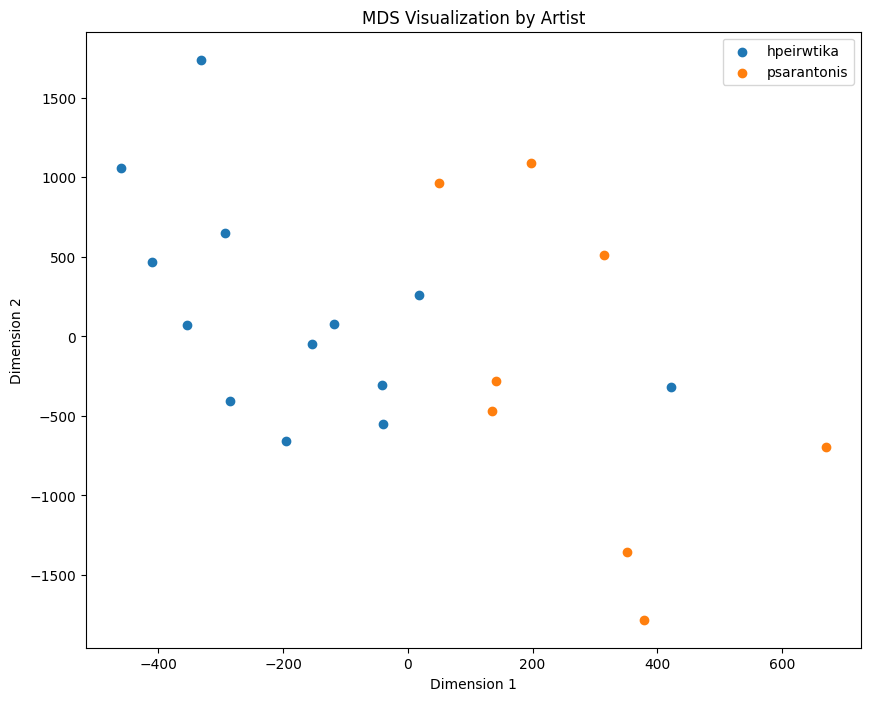 MDS Visualization by Artist
hpeirwtika
psarantonis
1500
1000
500
0
−500
−1000
−1500
Dimension 2
−400
−200
0
200
400
600
Dimension 1